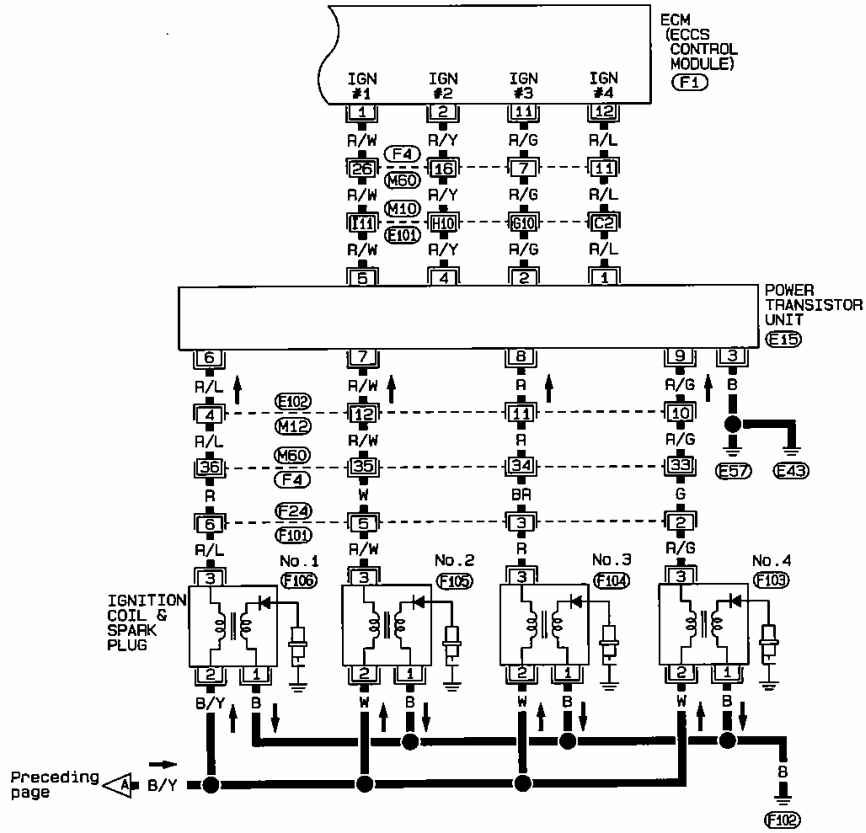 ECM
(ECCS
CONTROL
MODULE)
F1
IGN #1 IGN #2 IGN #3 IGN #4
1 2 11 12
R/W R/Y R/G R/L
F4
26 16 7 11
M60
R/W R/Y R/G R/L
M10
I11 H10 G10 C2
E101
R/W R/Y R/G R/L
5 4 2 1
POWER
TRANSISTOR
UNIT
E15
6 7 8 9 3
R/L R/W R R/G B
E102
4 12 11 10
M12
R/L R/W R R/G
M60
36 35 34 33
E57 E43
F4
R W BR G
F24
6 5 3 2
F101
R/L R/W R R/G
No.1 No.2 No.3 No.4
3 F106 3 F105 3 F104 3 F103
IGNITION
COIL &
SPARK
PLUG
2 1 2 1 2 1 2 1
B/Y B W B W B W B
Preceding
page
A B/Y
B
F102